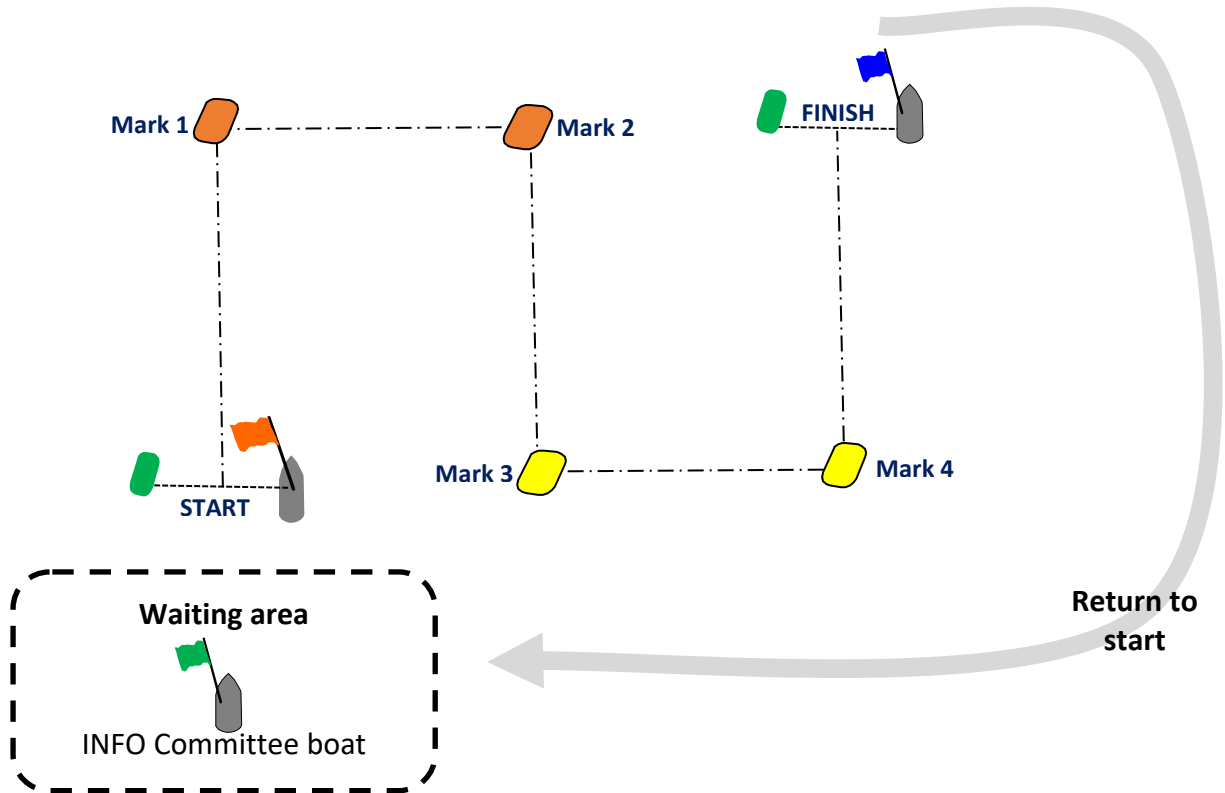 Mark 1
Mark 2
FINISH
Mark 3
Mark 4
START
Waiting area
INFO Committee boat
Return to
start